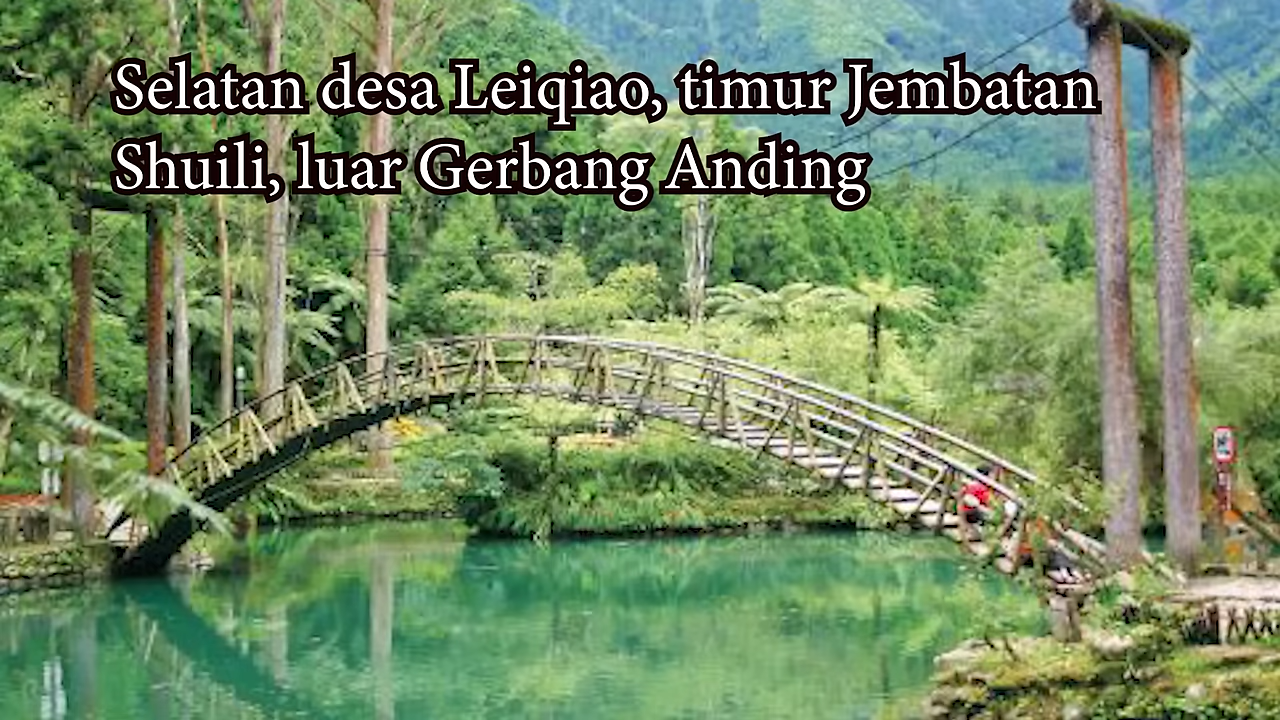 Selatan desa Leiqiao, timur Jembatan
Shuili, luar Gerbang Anding